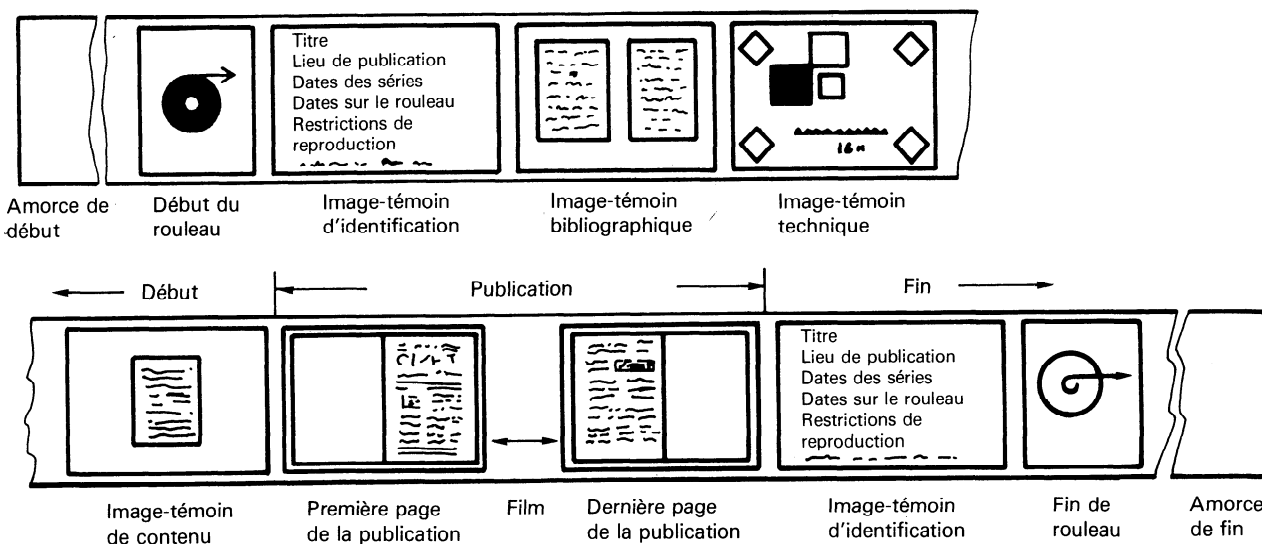 Titre
Lieu de publication
Dates des séries
Dates sur le rouleau
Restrictions de
reproduction
16n
Amorce de
début
Début du
rouleau
Image-témoin
d'identification
Image-témoin
bibliographique
Image-témoin
technique
Début
Publication
Fin
Titre
Lieu de publication
Dates des séries
Dates sur le rouleau
Restrictions de
reproduction
Image-témoin
de contenu
Première page
de la publication
Film
Dernière page
de la publication
Image-témoin
d'identification
Fin de
rouleau
Amorce
de fin